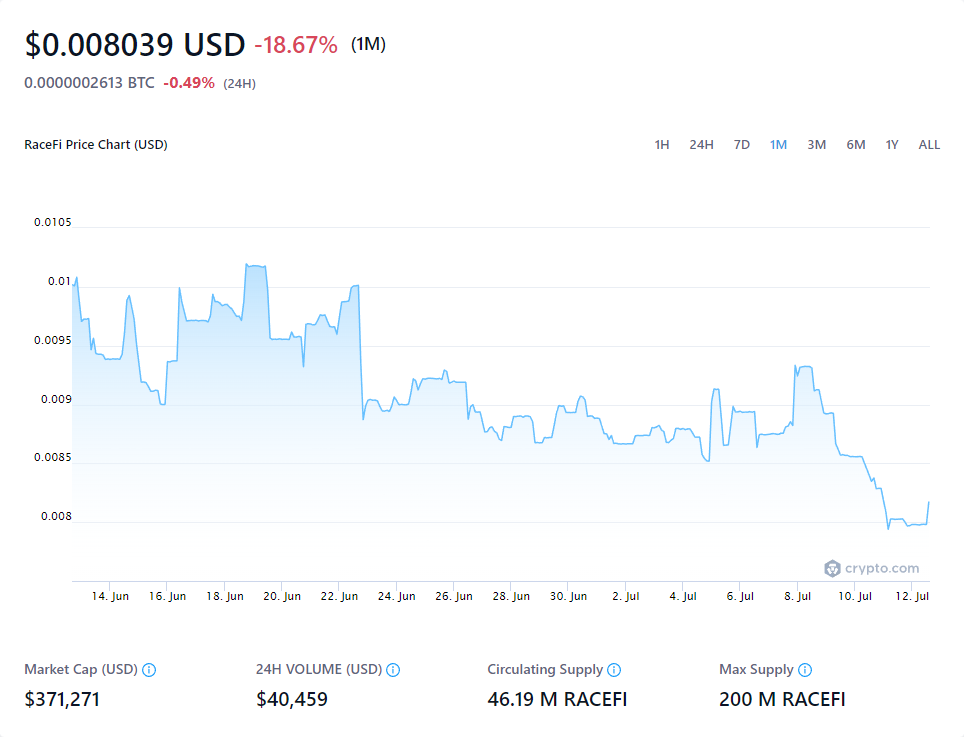 $0.008039 USD -18.67% (1M)
0.0000002613 BTC -0.49% (24H)
RaceFi Price Chart (USD) 1H 24H 7D 1M 3M 6M 1Y ALL
0.0105
0.01
0.0095
0.009
0.0085
0.008
crypto.com
14. Jun 16. Jun 18. Jun 20. Jun 22. Jun 24. Jun 26. Jun 28. Jun 30. Jun 2. Jul 4. Jul 6. Jul 8. Jul 10. Jul 12. Jul
Market Cap (USD) 24H VOLUME (USD) Circulating Supply Max Supply
$371,271 $40,459 46.19 M RACEFI 200 M RACEFI